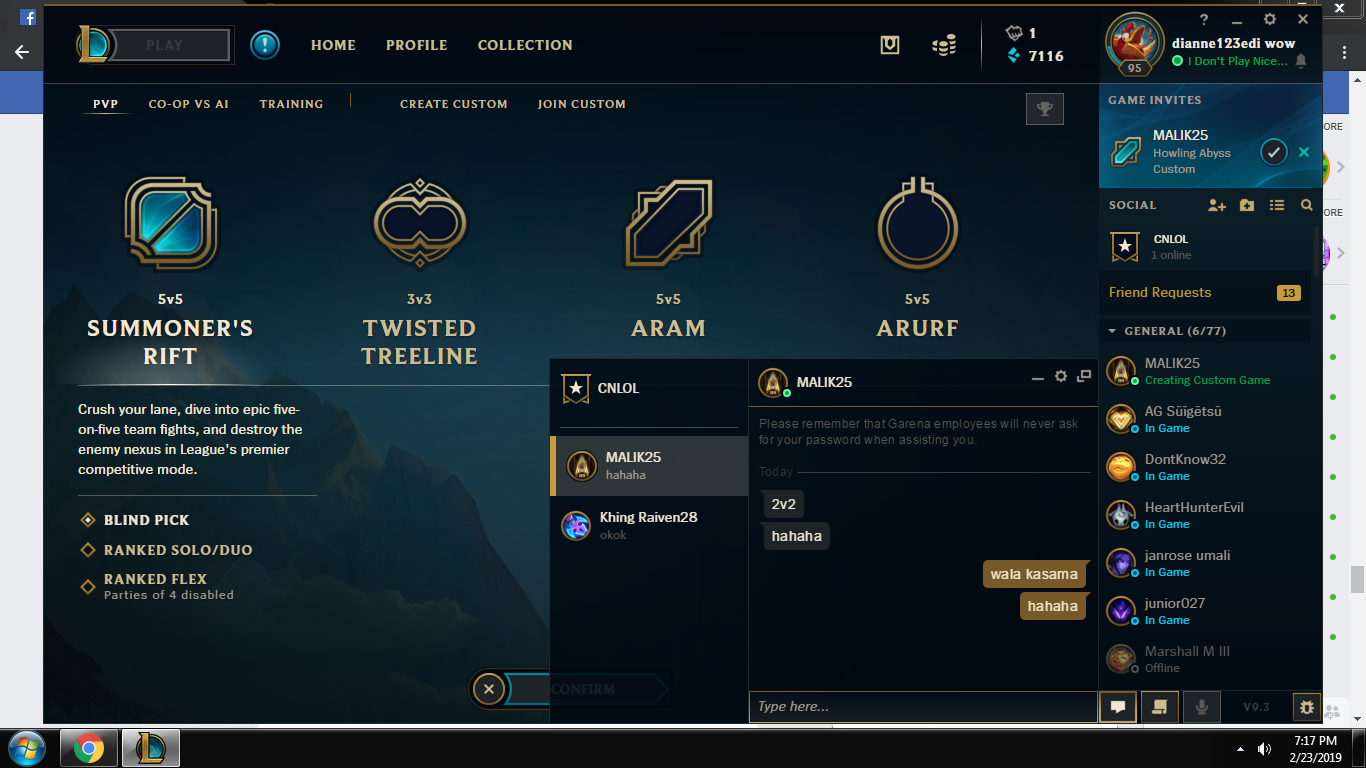 PLAY
HOME
PROFILE
COLLECTION
1
7116
95
dianne123edi wow
I Don't Play Nice...
PVP
CO-OP VS AI
TRAINING
CREATE CUSTOM
JOIN CUSTOM
GAME INVITES
MALIK25
Howling Abyss
Custom
ORE
ORE
SOCIAL
CNLOL
1 online
Friend Requests
13
GENERAL (6/77)
MALIK25
Creating Custom Game
AG Sūīgētsū
In Game
DontKnow32
In Game
HeartHunterEvil
In Game
janrose umali
In Game
junior027
In Game
Marshall M III
Offline
5v5
SUMMONER'S
RIFT
3v3
TWISTED
TREELINE
5v5
ARAM
5v5
ARURF
Crush your lane, dive into epic five-
on-five team fights, and destroy the
enemy nexus in League's premier
competitive mode.
BLIND PICK
RANKED SOLO/DUO
RANKED FLEX
Parties of 4 disabled
CONFIRM
CNLOL
MALIK25
hahaha
Khing Raiven28
okok
MALIK25
Please remember that Garena employees will never ask
for your password when assisting you.
Today
2v2
hahaha
wala kasama
hahaha
Type here...
V9.3
7:17 PM
2/23/2019